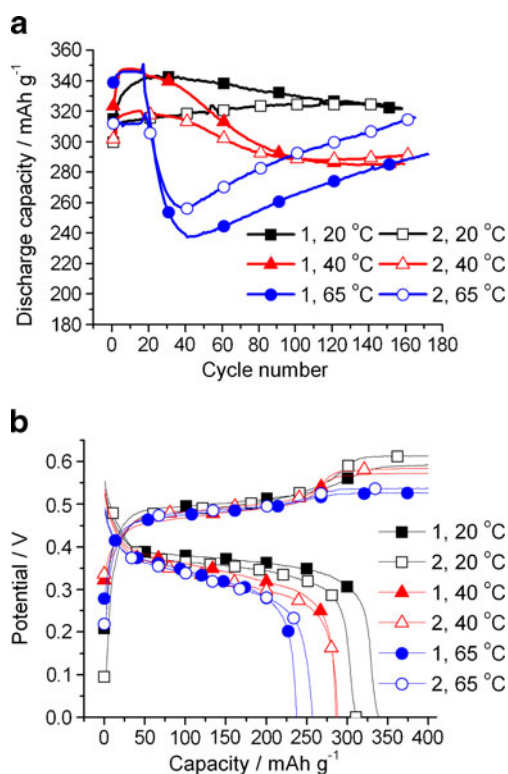 a
Discharge capacity / mAh g⁻¹
360
340
320
300
280
260
240
220
200
180
0 20 40 60 80 100 120 140 160 180
Cycle number
1, 20 °C 2, 20 °C
1, 40 °C 2, 40 °C
1, 65 °C 2, 65 °C
b
Potential / V
0.6
0.5
0.4
0.3
0.2
0.1
0.0
0 50 100 150 200 250 300 350 400
Capacity / mAh g⁻¹
1, 20 °C
2, 20 °C
1, 40 °C
2, 40 °C
1, 65 °C
2, 65 °C